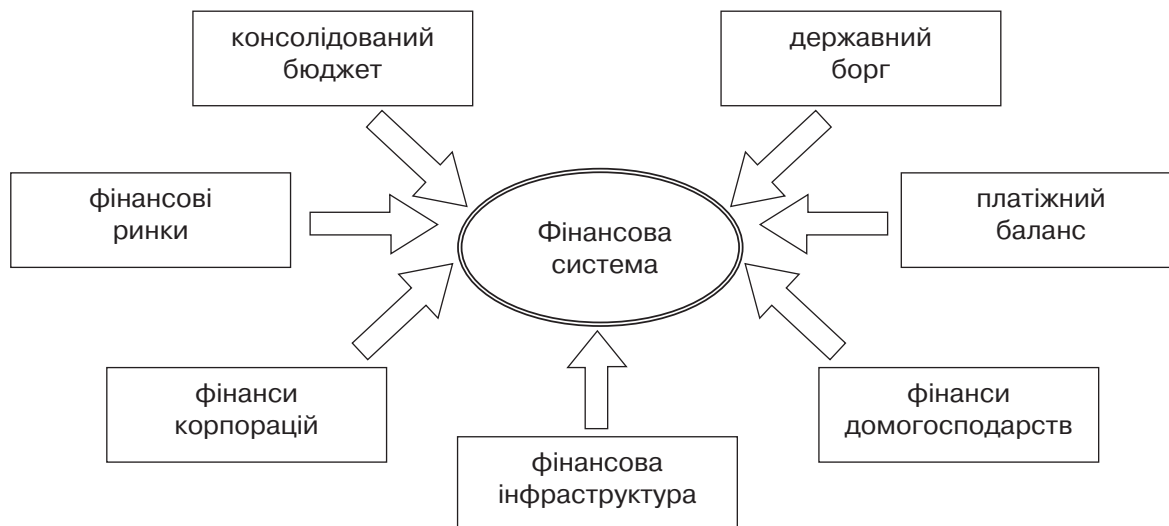 консолідований
бюджет
державний
борг
фінансові
ринки
Фінансова
система
платіжний
баланс
фінанси
корпорацій
фінансова
інфраструктура
фінанси
домогосподарств